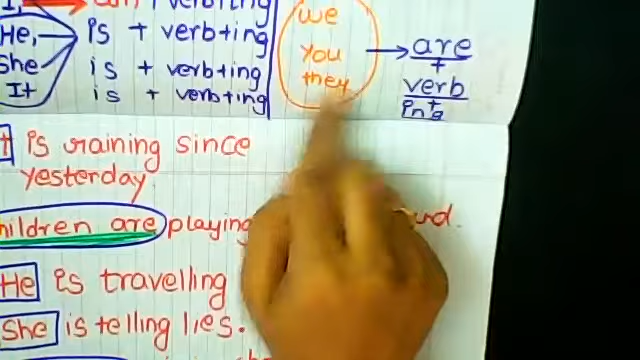 I,
He, is + verb+ing
She is + verb+ing
It is + verb+ing
we
you
they
are
+
verb
+
ing
is raining since
yesterday.
children are playing
He is travelling
She is telling lies.